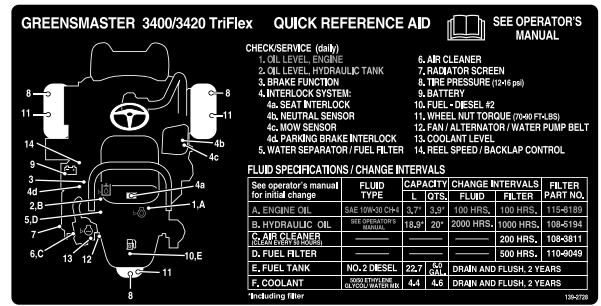 GREENSMASTER 3400/3420 TriFlex QUICK REFERENCE AID
SEE OPERATOR'S MANUAL
CHECK/SERVICE (daily)
1. OIL LEVEL, ENGINE
2. OIL LEVEL, HYDRAULIC TANK
3. BRAKE FUNCTION
4. INTERLOCK SYSTEM:
4a. SEAT INTERLOCK
4b. NEUTRAL SENSOR
4c. MOW SENSOR
4d. PARKING BRAKE INTERLOCK
5. WATER SEPARATOR / FUEL FILTER
6. AIR CLEANER
7. RADIATOR SCREEN
8. TIRE PRESSURE (12-16 psi)
9. BATTERY
10. FUEL - DIESEL #2
11. WHEEL NUT TORQUE (70-90 FT-LBS)
12. FAN / ALTERNATOR / WATER PUMP BELT
13. COOLANT LEVEL
14. REEL SPEED / BACKLAP CONTROL
8
11
8
11
14
9
3
4d
2,B
5,D
7
6,C
13
12
4b
4c
4a
1,A
10,E
11
8
FLUID SPECIFICATIONS / CHANGE INTERVALS
See operator's manual for initial change | FLUID TYPE | CAPACITY L QTS. | CHANGE INTERVALS FLUID FILTER | FILTER PART NO.
A. ENGINE OIL | SAE 10W-30 CH-4 | 3.7* | 3.9* | 100 HRS. | 100 HRS. | 115-8189
B. HYDRAULIC OIL | SEE OPERATOR'S MANUAL | 18.9* | 20* | 2000 HRS. | 1000 HRS. | 108-5194
C. AIR CLEANER (CLEAN EVERY 50 HOURS) | 200 HRS. | 108-3811
D. FUEL FILTER | 500 HRS. | 110-9049
E. FUEL TANK | NO. 2 DIESEL | 22.7 | 6.0 GAL. | DRAIN AND FLUSH, 2 YEARS
F. COOLANT | 50/50 ETHYLENE GLYCOL/ WATER MIX | 4.4 | 4.6 | DRAIN AND FLUSH, 2 YEARS
*Including filter
139-2728